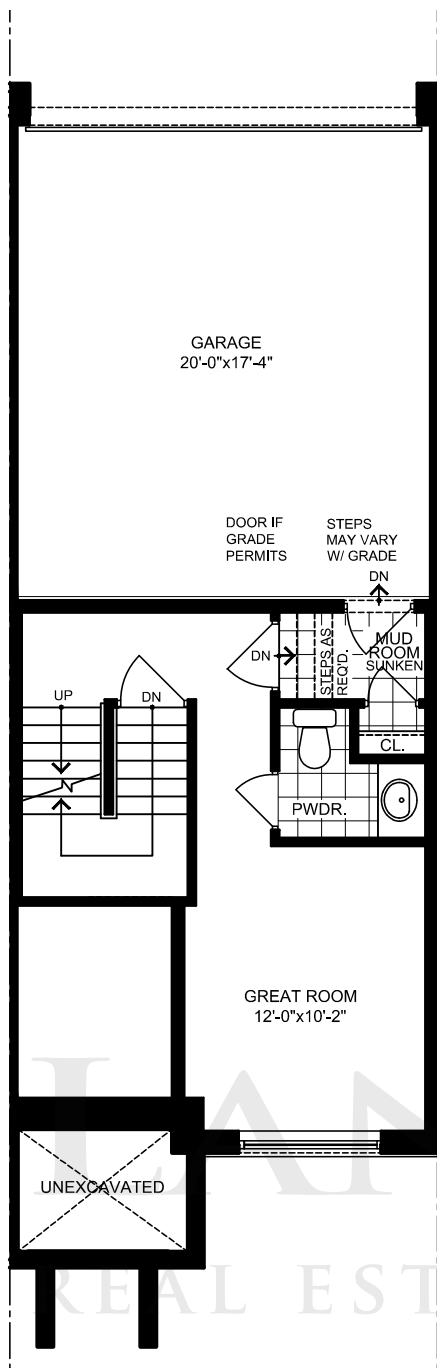 GARAGE
20'-0"x17'-4"
DOOR IF
GRADE
PERMITS
STEPS
MAY VARY
W/ GRADE
DN
MUD
ROOM
SUNKEN
DN
STEPS AS
REQ'D.
UP
DN
CL.
PWDR.
GREAT ROOM
12'-0"x10'-2"
LAN
UNEXCAVATED
REAL EST